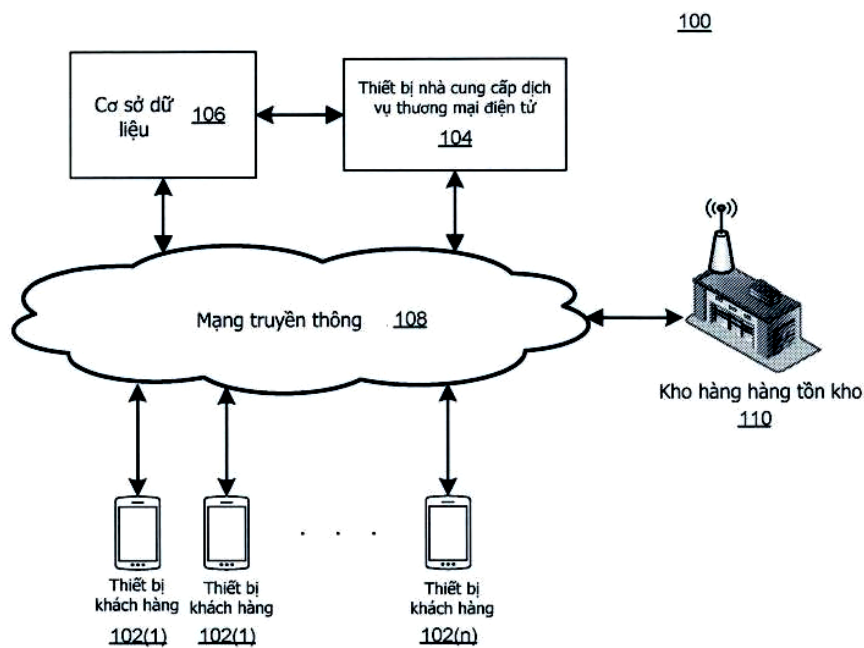 100
Cơ sở dữ
liệu 106
Thiết bị nhà cung cấp dịch
vụ thương mại điện tử
104
Mạng truyền thông 108
Kho hàng hàng tồn kho
110
Thiết bị
khách hàng
102(1)
Thiết bị
khách hàng
102(1)
. . .
Thiết bị
khách hàng
102(n)